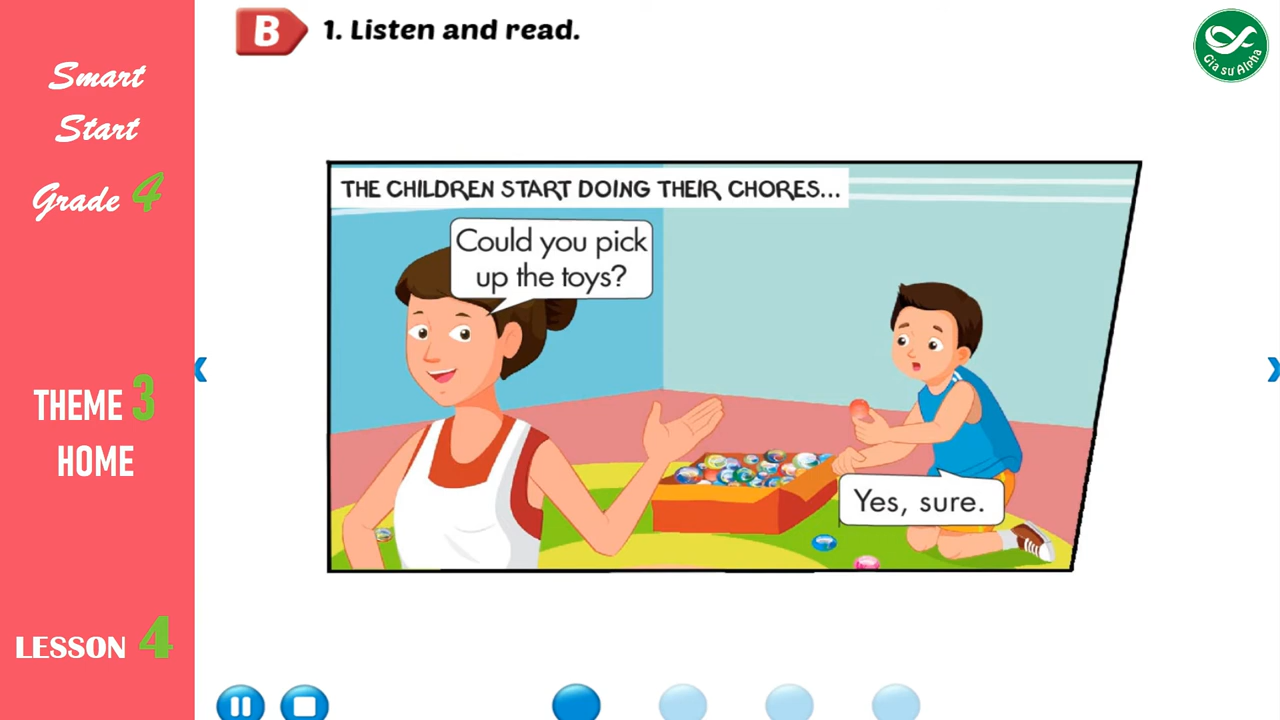 B 1. Listen and read.
Gia sư Alpha
Smart
Start
Grade 4
THE CHILDREN START DOING THEIR CHORES...
Could you pick
up the toys?
THEME 3
HOME
Yes, sure.
LESSON 4